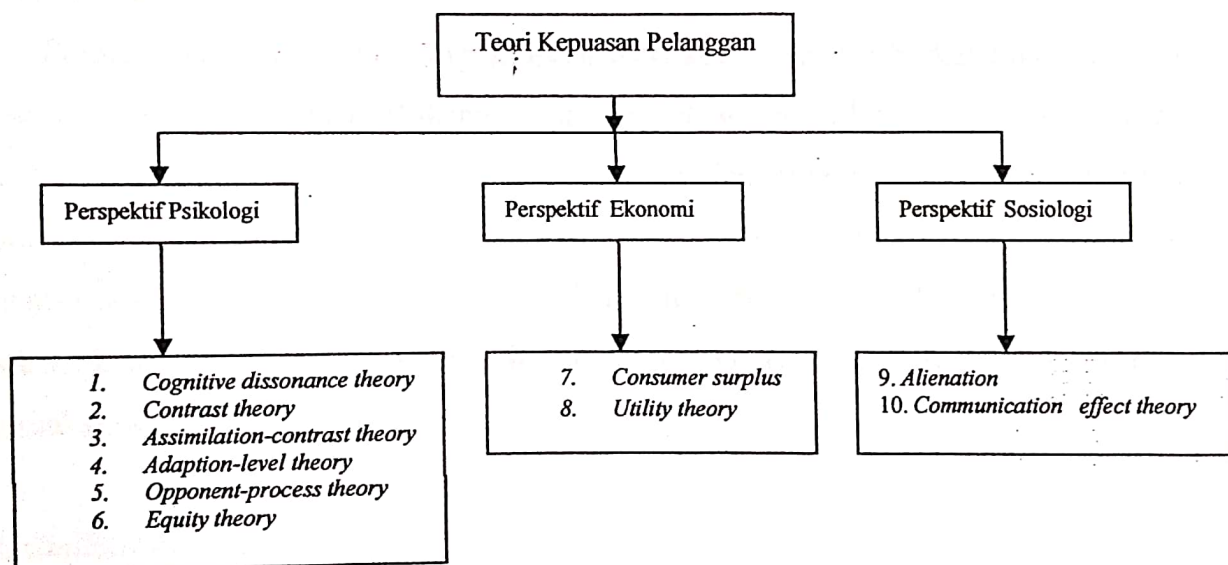 Teori Kepuasan Pelanggan
Perspektif Psikologi
Perspektif Ekonomi
Perspektif Sosiologi
1. Cognitive dissonance theory
2. Contrast theory
3. Assimilation-contrast theory
4. Adaption-level theory
5. Opponent-process theory
6. Equity theory
7. Consumer surplus
8. Utility theory
9. Alienation
10. Communication effect theory